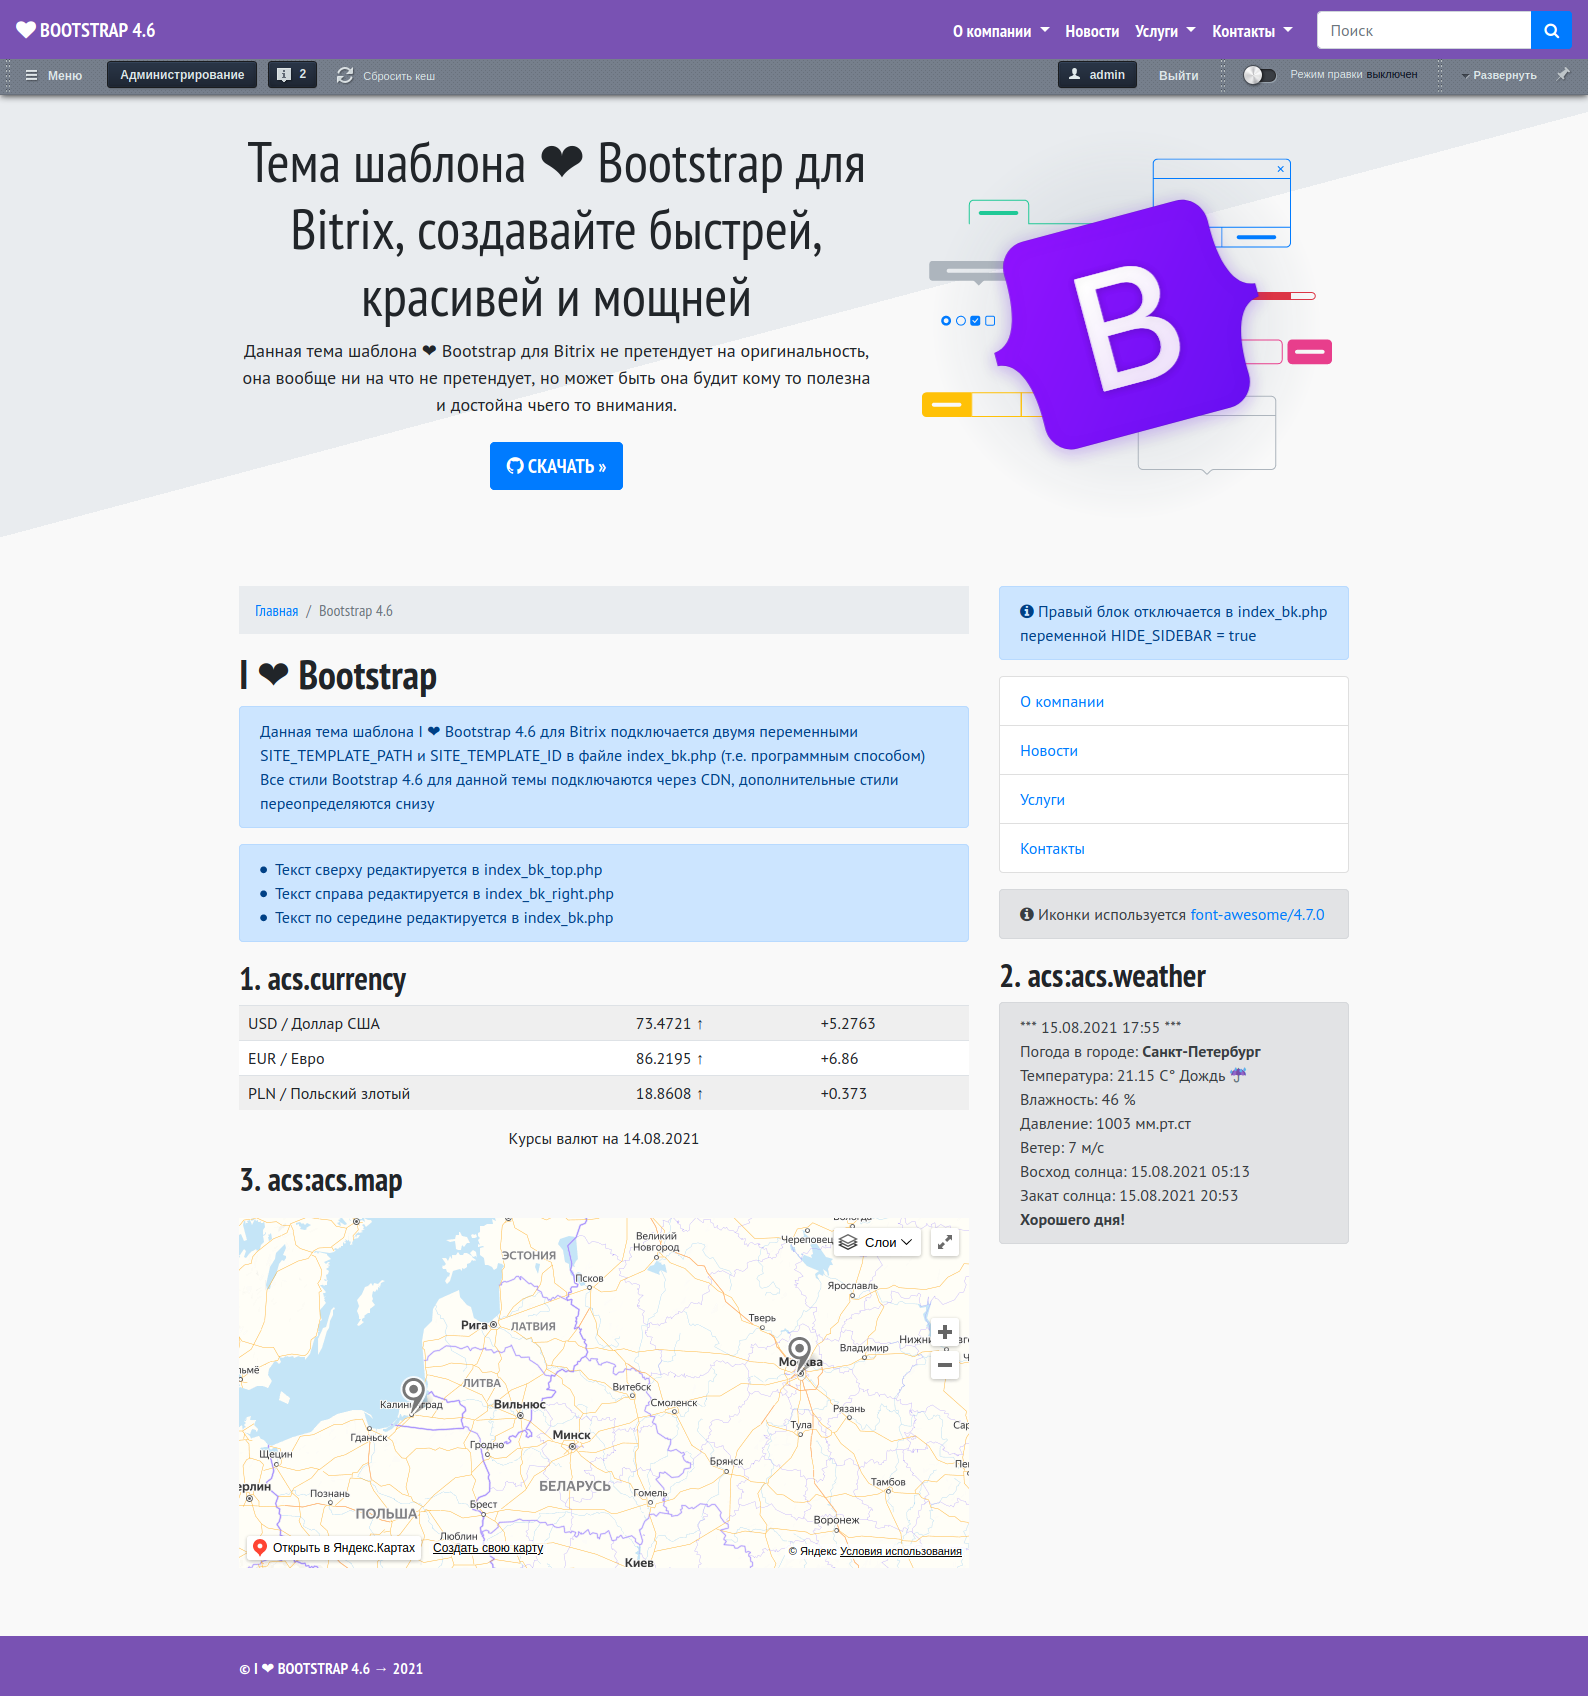 BOOTSTRAP 4.6
О компании Новости Услуги Контакты Поиск
Меню Администрирование 2 Сбросить кеш admin Выйти Режим правки выключен Развернуть
Тема шаблона ❤ Bootstrap для
Bitrix, создавайте быстрей,
красивей и мощней
Данная тема шаблона ❤ Bootstrap для Bitrix не претендует на оригинальность,
она вообще ни на что не претендует, но может быть она будит кому то полезна
и достойна чьего то внимания.
СКАЧАТЬ »
B
Главная / Bootstrap 4.6
I ❤ Bootstrap
Данная тема шаблона I ❤ Bootstrap 4.6 для Bitrix подключается двумя переменными
SITE_TEMPLATE_PATH и SITE_TEMPLATE_ID в файле index_bk.php (т.е. программным способом)
Все стили Bootstrap 4.6 для данной темы подключаются через CDN, дополнительные стили
переопределяются снизу
● Текст сверху редактируется в index_bk_top.php
● Текст справа редактируется в index_bk_right.php
● Текст по середине редактируется в index_bk.php
1. acs.currency
USD / Доллар США 73.4721 ↑ +5.2763
EUR / Евро 86.2195 ↑ +6.86
PLN / Польский злотый 18.8608 ↑ +0.373
Курсы валют на 14.08.2021
3. acs:acs.map
Великий
Новгород
Череповец
Слои
ЭСТОНИЯ
Псков
Ярославль
Рига
ЛАТВИЯ
Тверь
Владимир
Москва
ЛИТВА
Витебск
Калининград
Вильнюс
Смоленск
Рязань
Гданьск
Гродно
Минск
Тула
Щецин
Брянск
Тамбов
БЕЛАРУСЬ
Гомель
Познань
ПОЛЬША
Брест
Воронеж
Люблин
Киев
Открыть в Яндекс.Картах Создать свою карту
© Яндекс Условия использования
Правый блок отключается в index_bk.php
переменной HIDE_SIDEBAR = true
О компании
Новости
Услуги
Контакты
Иконки используется font-awesome/4.7.0
2. acs:acs.weather
*** 15.08.2021 17:55 ***
Погода в городе: Санкт-Петербург
Температура: 21.15 C° Дождь ☔
Влажность: 46 %
Давление: 1003 мм.рт.ст
Ветер: 7 м/с
Восход солнца: 15.08.2021 05:13
Закат солнца: 15.08.2021 20:53
Хорошего дня!
© I ❤ BOOTSTRAP 4.6 → 2021